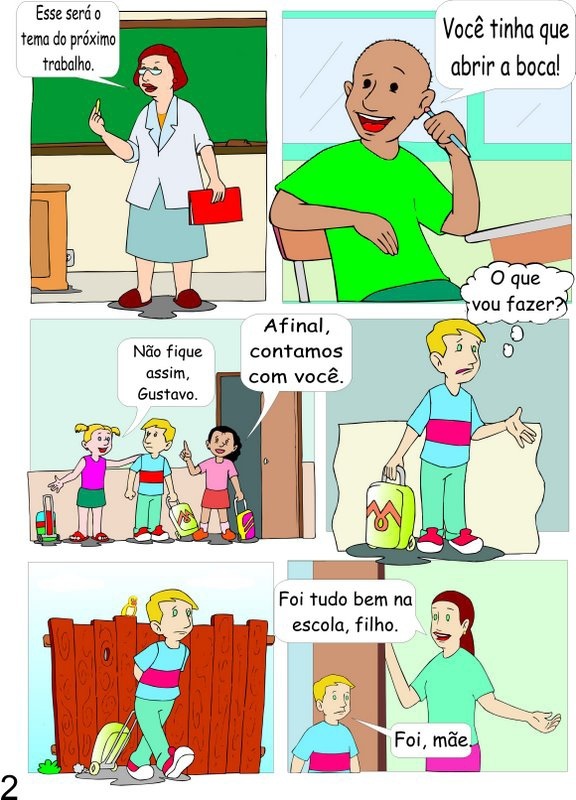 Esse será o
tema do próximo
trabalho.
Você tinha que
abrir a boca!
Não fique
assim,
Gustavo.
Afinal,
contamos
com você.
O que
vou fazer?
Foi tudo bem na
escola, filho.
Foi, mãe.
2